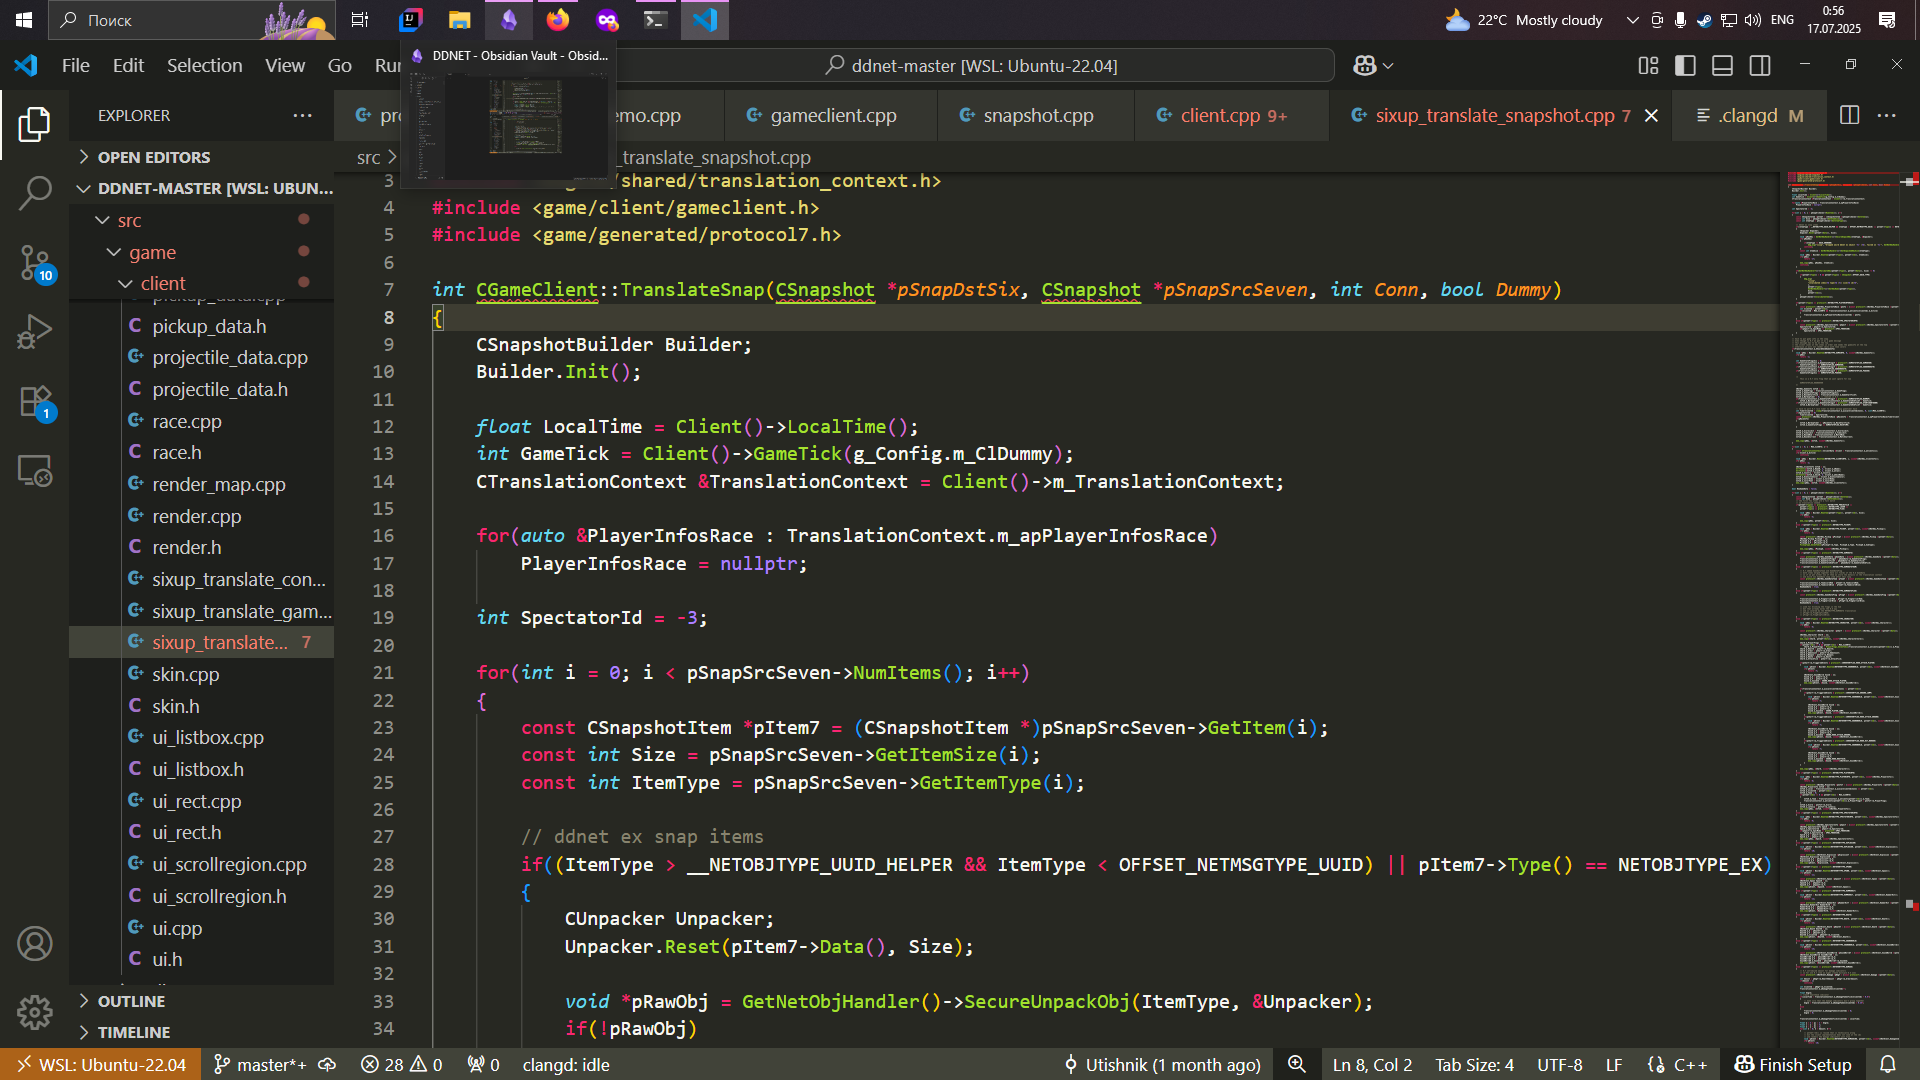 Поиск
22°C Mostly cloudy
ENG
0:56
17.07.2025
File Edit Selection View Go Ru
DDNET - Obsidian Vault - Obsid...
ddnet-master [WSL: Ubuntu-22.04]
EXPLORER
emo.cpp
gameclient.cpp
snapshot.cpp
client.cpp 9+
sixup_translate_snapshot.cpp 7
.clangd M
OPEN EDITORS
DDNET-MASTER [WSL: UBUN...
src
game
client
pickup_data.cpp
pickup_data.h
projectile_data.cpp
projectile_data.h
race.cpp
race.h
render_map.cpp
render.cpp
render.h
sixup_translate_con...
sixup_translate_gam...
sixup_translate... 7
skin.cpp
skin.h
ui_listbox.cpp
ui_listbox.h
ui_rect.cpp
ui_rect.h
ui_scrollregion.cpp
ui_scrollregion.h
ui.cpp
ui.h
OUTLINE
TIMELINE
10
1
src
_translate_snapshot.cpp
3 /shared/translation_context.h>
4 #include <game/client/gameclient.h>
5 #include <game/generated/protocol7.h>
6
7 int CGameClient::TranslateSnap(CSnapshot *pSnapDstSix, CSnapshot *pSnapSrcSeven, int Conn, bool Dummy)
8 {
9 CSnapshotBuilder Builder;
10 Builder.Init();
11
12 float LocalTime = Client()->LocalTime();
13 int GameTick = Client()->GameTick(g_Config.m_ClDummy);
14 CTranslationContext &TranslationContext = Client()->m_TranslationContext;
15
16 for(auto &PlayerInfosRace : TranslationContext.m_apPlayerInfosRace)
17 PlayerInfosRace = nullptr;
18
19 int SpectatorId = -3;
20
21 for(int i = 0; i < pSnapSrcSeven->NumItems(); i++)
22 {
23 const CSnapshotItem *pItem7 = (CSnapshotItem *)pSnapSrcSeven->GetItem(i);
24 const int Size = pSnapSrcSeven->GetItemSize(i);
25 const int ItemType = pSnapSrcSeven->GetItemType(i);
26
27 // ddnet ex snap items
28 if((ItemType > __NETOBJTYPE_UUID_HELPER && ItemType < OFFSET_NETMSGTYPE_UUID) || pItem7->Type() == NETOBJTYPE_EX)
29 {
30 CUnpacker Unpacker;
31 Unpacker.Reset(pItem7->Data(), Size);
32
33 void *pRawObj = GetNetObjHandler()->SecureUnpackObj(ItemType, &Unpacker);
34 if(!pRawObj)
WSL: Ubuntu-22.04
master*+
28 0
0
clangd: idle
Utishnik (1 month ago)
Ln 8, Col 2
Tab Size: 4
UTF-8
LF
C++
Finish Setup